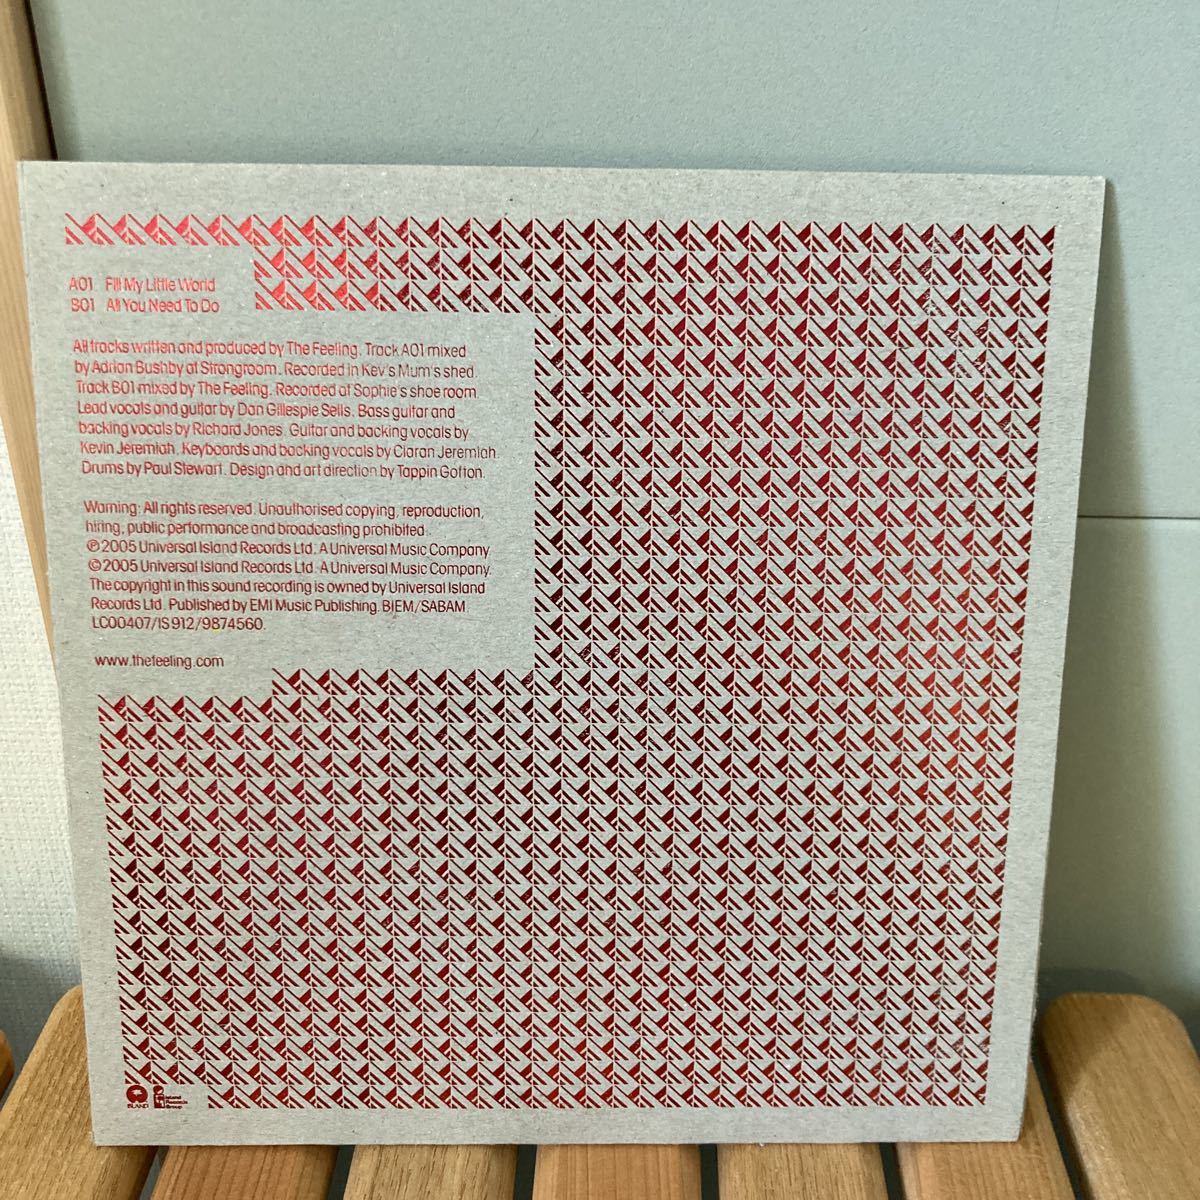 A01 Fill My Little World
B01 All You Need To Do
All tracks written and produced by The Feeling. Track A01 mixed
by Adrian Bushby at Strongroom. Recorded in Kev's Mum's shed.
Track B01 mixed by The Feeling. Recorded at Sophie's shoe room
Lead vocals and guitar by Dan Gillespie Sells. Bass guitar and
backing vocals by Richard Jones. Guitar and backing vocals by
Kevin Jeremiah. Keyboards and backing vocals by Ciaran Jeremiah.
Drums by Paul Stewart. Design and art direction by Tappin Gofton.
Warning: All rights reserved. Unauthorised copying, reproduction,
hiring, public performance and broadcasting prohibited.
℗ 2005 Universal Island Records Ltd. A Universal Music Company.
© 2005 Universal Island Records Ltd. A Universal Music Company.
The copyright in this sound recording is owned by Universal Island
Records Ltd. Published by EMI Music Publishing. BIEM/SABAM
LC00407/IS 912/9874560.
www.thefeeling.com
ISLAND
Island
Records
Group